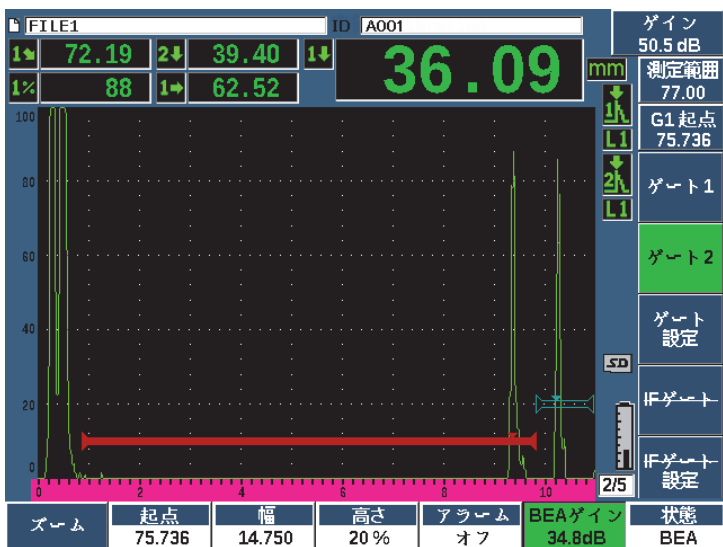 FILE1 ID A001
1 72.19 2 39.40 1 36.09 mm
1% 88 1 62.52
ゲイン
50.5 dB
測定範囲
77.00
G1 起点
75.736
ゲート1
ゲート2
ゲート
設定
IFゲート
IFゲート
設定
1
L1
2
L1
SD
2/5
100
80
60
40
20
0
0 2 4 6 8 10
ズーム
起点
75.736
幅
14.750
高さ
20 %
アラーム
オフ
BEAゲイン
34.8dB
状態
BEA